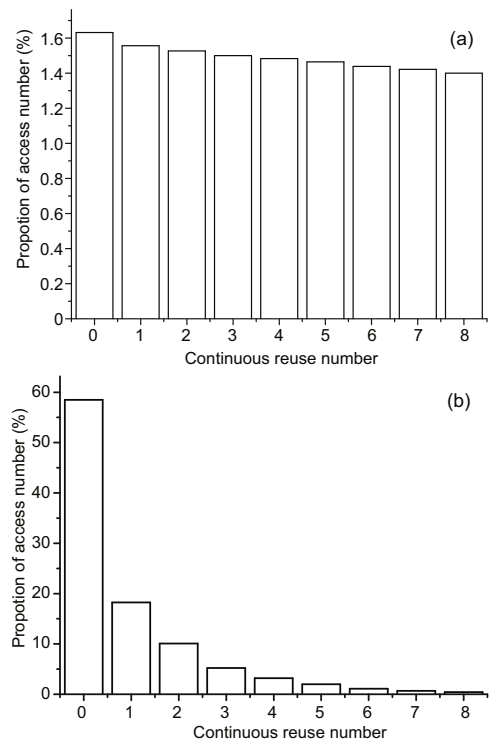 (a)
Propotion of access number (%)
1.6
1.4
1.2
1.0
0.8
0.6
0.4
0.2
0
0 1 2 3 4 5 6 7 8
Continuous reuse number
(b)
Propotion of access number (%)
60
50
40
30
20
10
0
0 1 2 3 4 5 6 7 8
Continuous reuse number